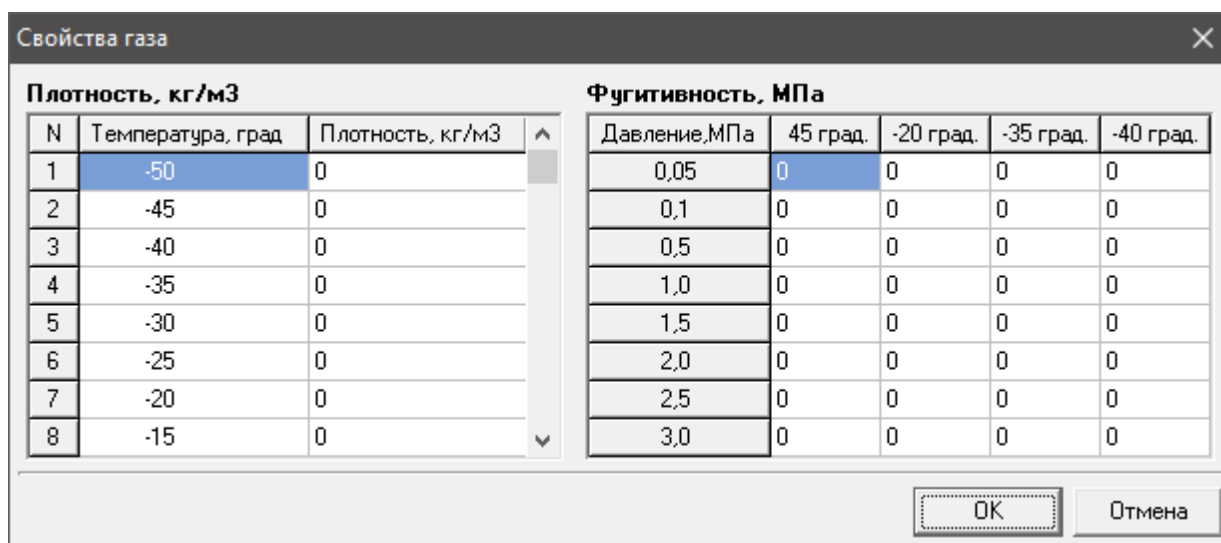 Свойства газа
Плотность, кг/м3 Фугитивность, МПа
N Температура, град Плотность, кг/м3 Давление,МПа 45 град. -20 град. -35 град. -40 град.
1 -50 0 0,05 0 0 0 0
2 -45 0 0,1 0 0 0 0
3 -40 0 0,5 0 0 0 0
4 -35 0 1,0 0 0 0 0
5 -30 0 1,5 0 0 0 0
6 -25 0 2,0 0 0 0 0
7 -20 0 2,5 0 0 0 0
8 -15 0 3,0 0 0 0 0
OK Отмена